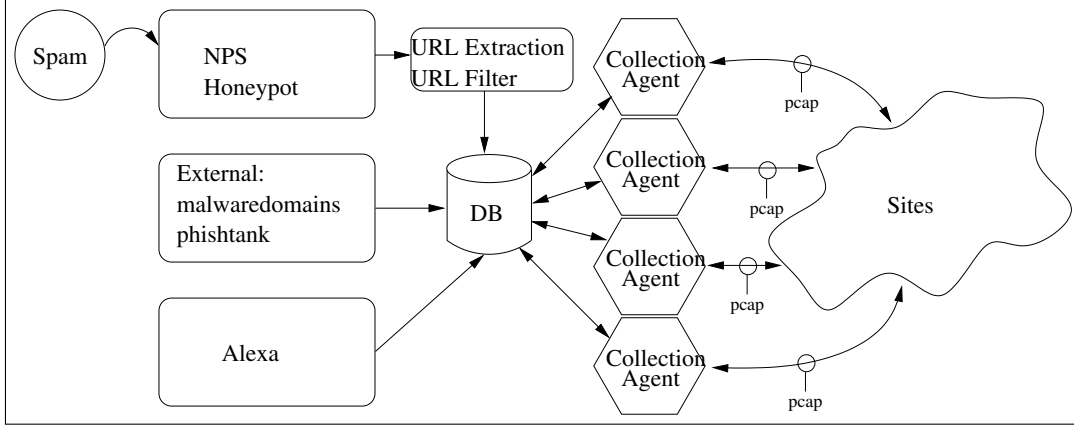 Spam
NPS
Honeypot
URL Extraction
URL Filter
External:
malwaredomains
phishtank
Alexa
DB
Collection
Agent
Collection
Agent
Collection
Agent
Collection
Agent
pcap
pcap
pcap
pcap
Sites